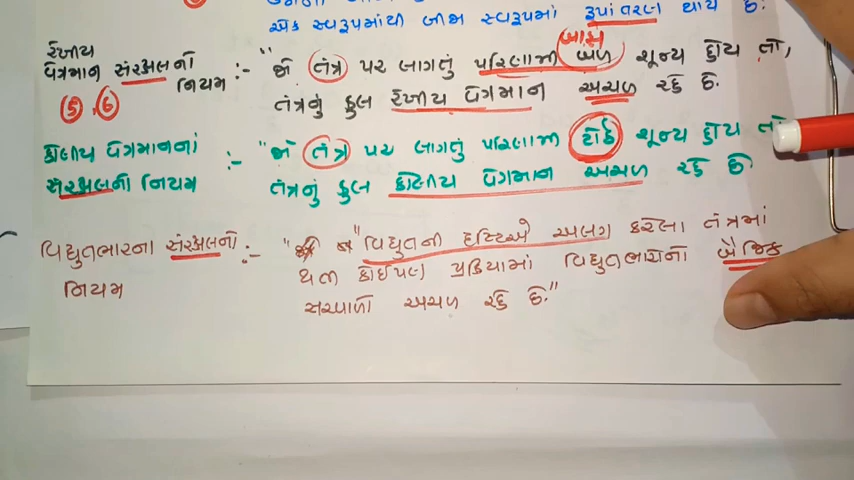 એક સ્વરૂપમાંથી બીજા સ્વરૂપમાં રૂપાંતરણ થાય છે.
રેખીય
વેગમાન સંરક્ષણનો નિયમ :-
5, 6
"જો તંત્ર પર લાગતું પરિણામી બાહ્ય બળ શૂન્ય હોય તો,
તંત્રનું કુલ રેખીય વેગમાન અચળ રહે છે.
કોણીય વેગમાનનાં
સંરક્ષણનો નિયમ :-
"જો તંત્ર પર લાગતું પરિણામી ટોર્ક શૂન્ય હોય તો
તંત્રનું કુલ કોણીય વેગમાન અચળ રહે છે
વિદ્યુતભારના સંરક્ષણનો :-
નિયમ
"વિદ્યુતની દૃષ્ટિએ અલગ કરેલા તંત્રમાં
થતી કોઈપણ પ્રક્રિયામાં વિદ્યુતભારોનો બૈજિક
સરવાળો અચળ રહે છે."